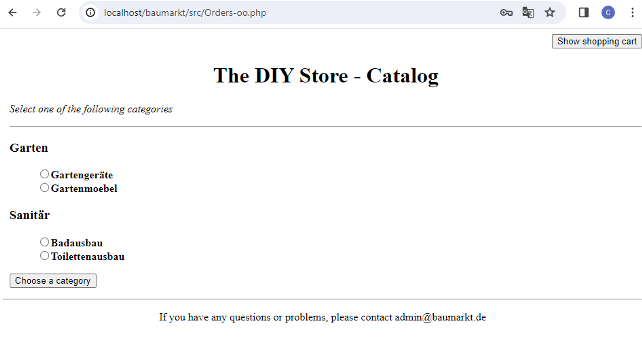 localhost/baumarkt/src/Orders-oo.php
C
Show shopping cart
The DIY Store - Catalog
Select one of the following categories
Garten
Gartengeräte
Gartenmoebel
Sanitär
Badausbau
Toilettenausbau
Choose a category
If you have any questions or problems, please contact admin@baumarkt.de